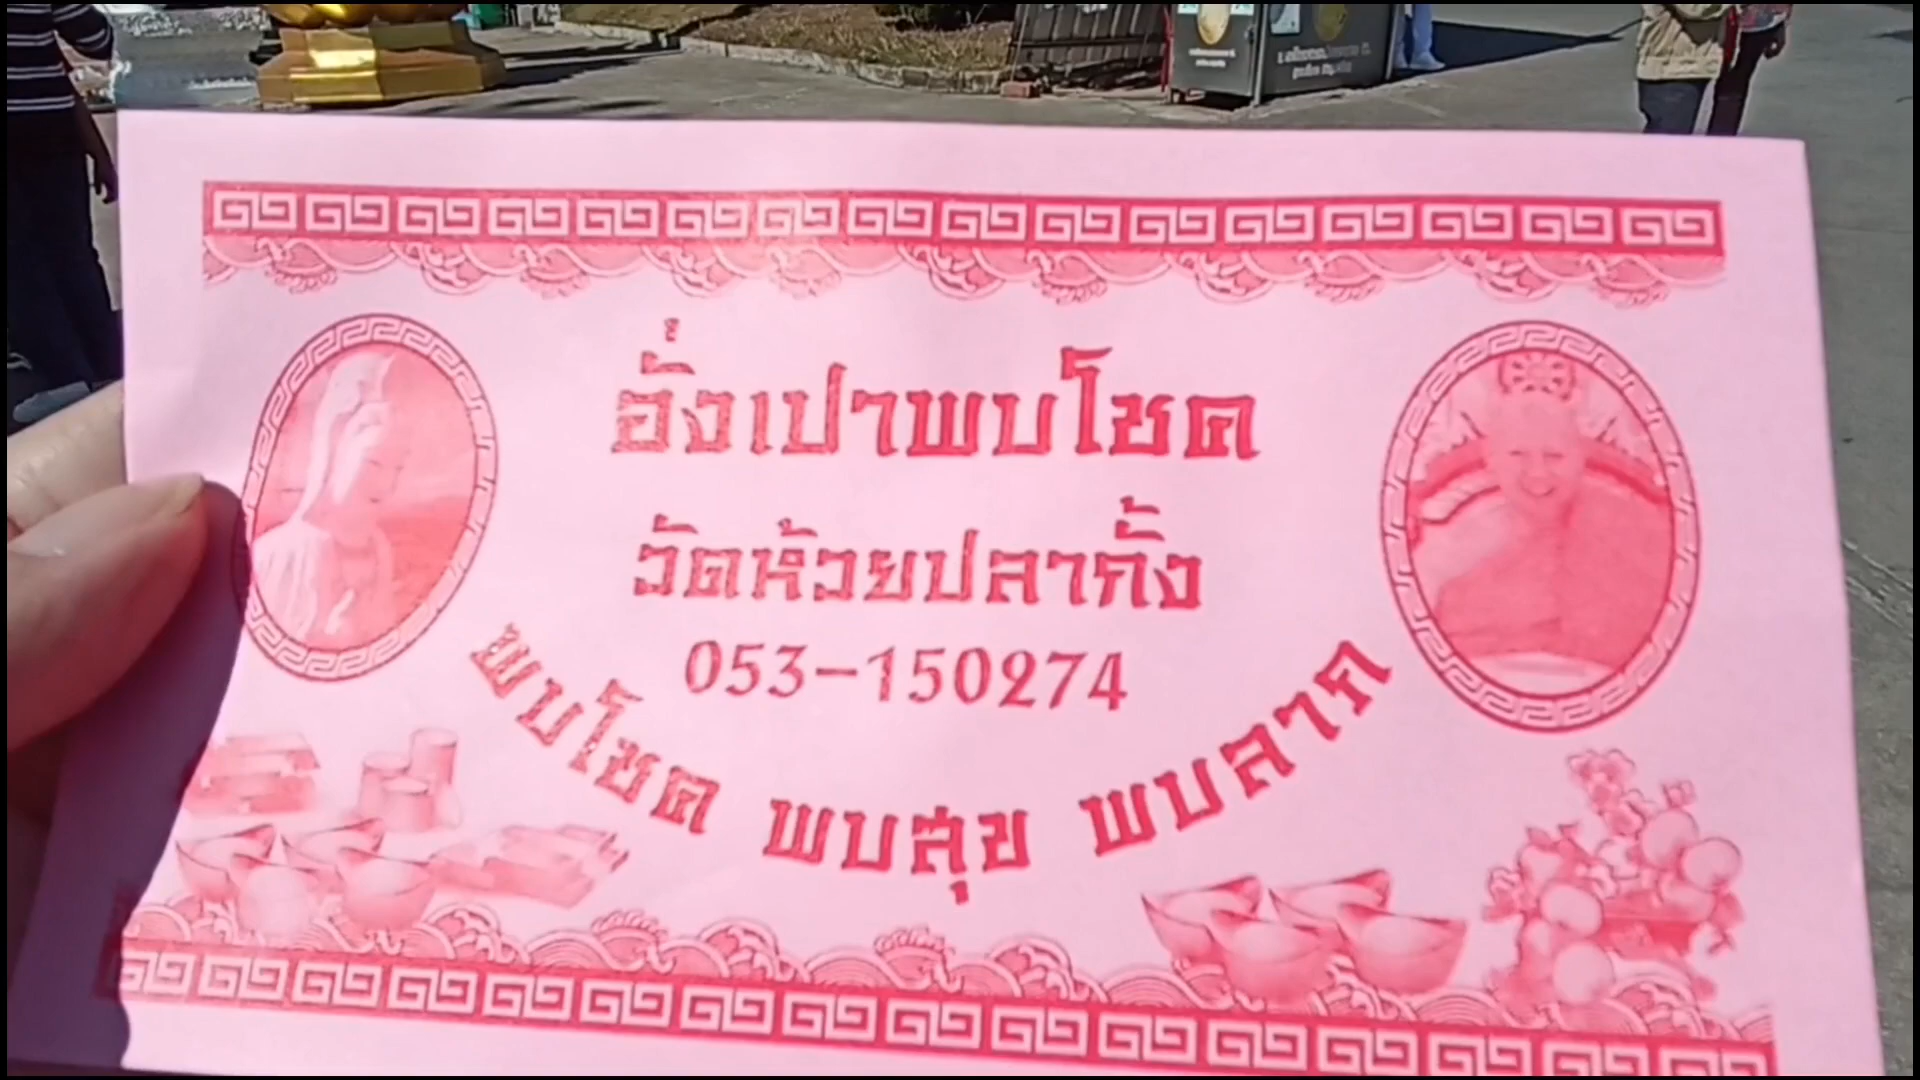 อั่งเปาพบโชค
วัดห้วยปลากั้ง
053-150274
พบโชค พบสุข พบลาภ